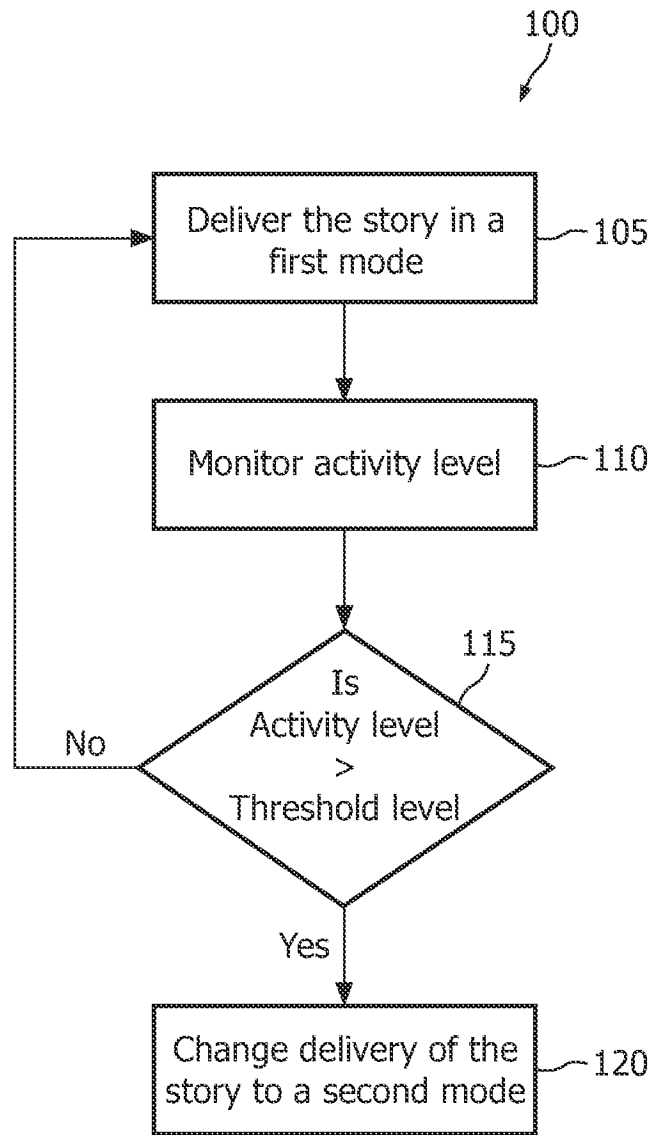 100
Deliver the story in a
first mode
105
Monitor activity level
110
115
Is
Activity level
>
Threshold level
No
Yes
Change delivery of the
story to a second mode
120